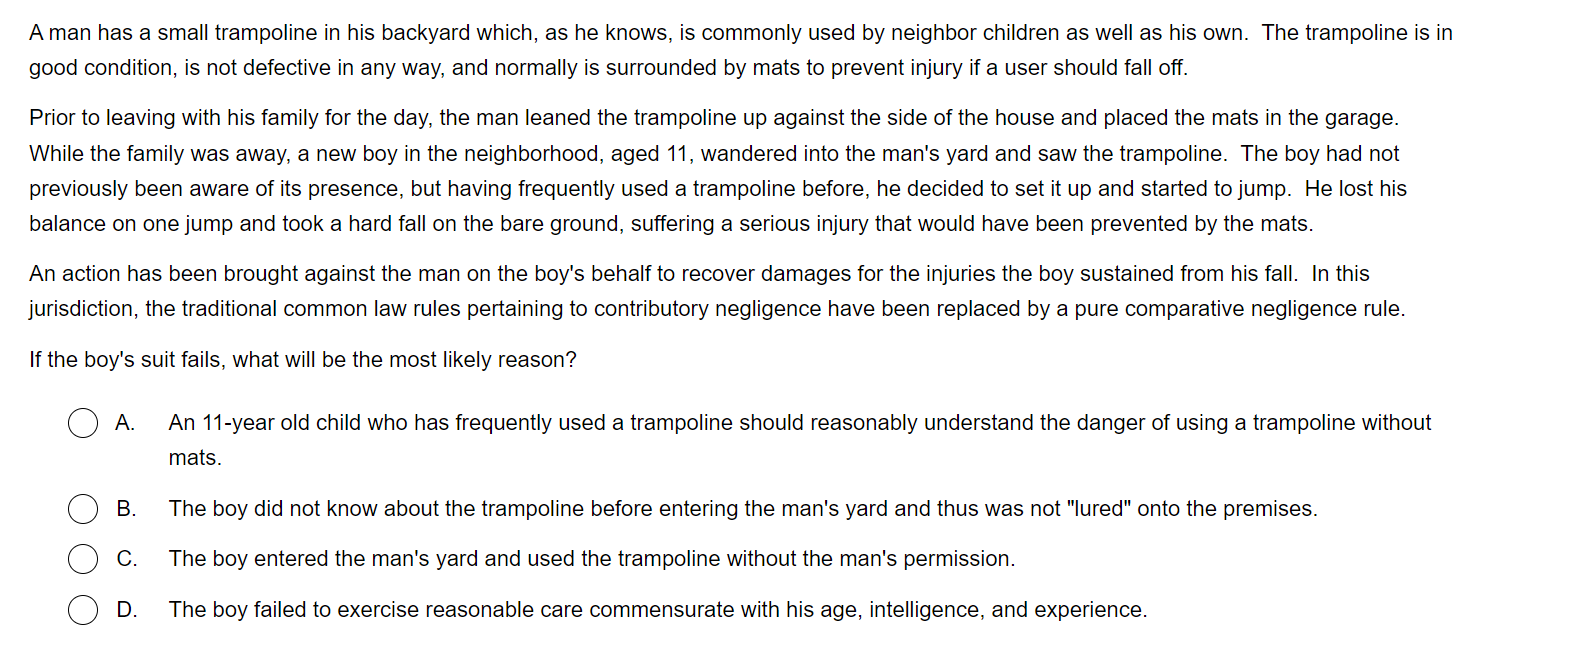 A man has a small trampoline in his backyard which, as he knows, is commonly used by neighbor children as well as his own.  The trampoline is in
good condition, is not defective in any way, and normally is surrounded by mats to prevent injury if a user should fall off.
Prior to leaving with his family for the day, the man leaned the trampoline up against the side of the house and placed the mats in the garage.
While the family was away, a new boy in the neighborhood, aged 11, wandered into the man's yard and saw the trampoline.  The boy had not
previously been aware of its presence, but having frequently used a trampoline before, he decided to set it up and started to jump.  He lost his
balance on one jump and took a hard fall on the bare ground, suffering a serious injury that would have been prevented by the mats.
An action has been brought against the man on the boy's behalf to recover damages for the injuries the boy sustained from his fall.  In this
jurisdiction, the traditional common law rules pertaining to contributory negligence have been replaced by a pure comparative negligence rule.
If the boy's suit fails, what will be the most likely reason?
A. An 11-year old child who has frequently used a trampoline should reasonably understand the danger of using a trampoline without
mats.
B. The boy did not know about the trampoline before entering the man's yard and thus was not "lured" onto the premises.
C. The boy entered the man's yard and used the trampoline without the man's permission.
D. The boy failed to exercise reasonable care commensurate with his age, intelligence, and experience.